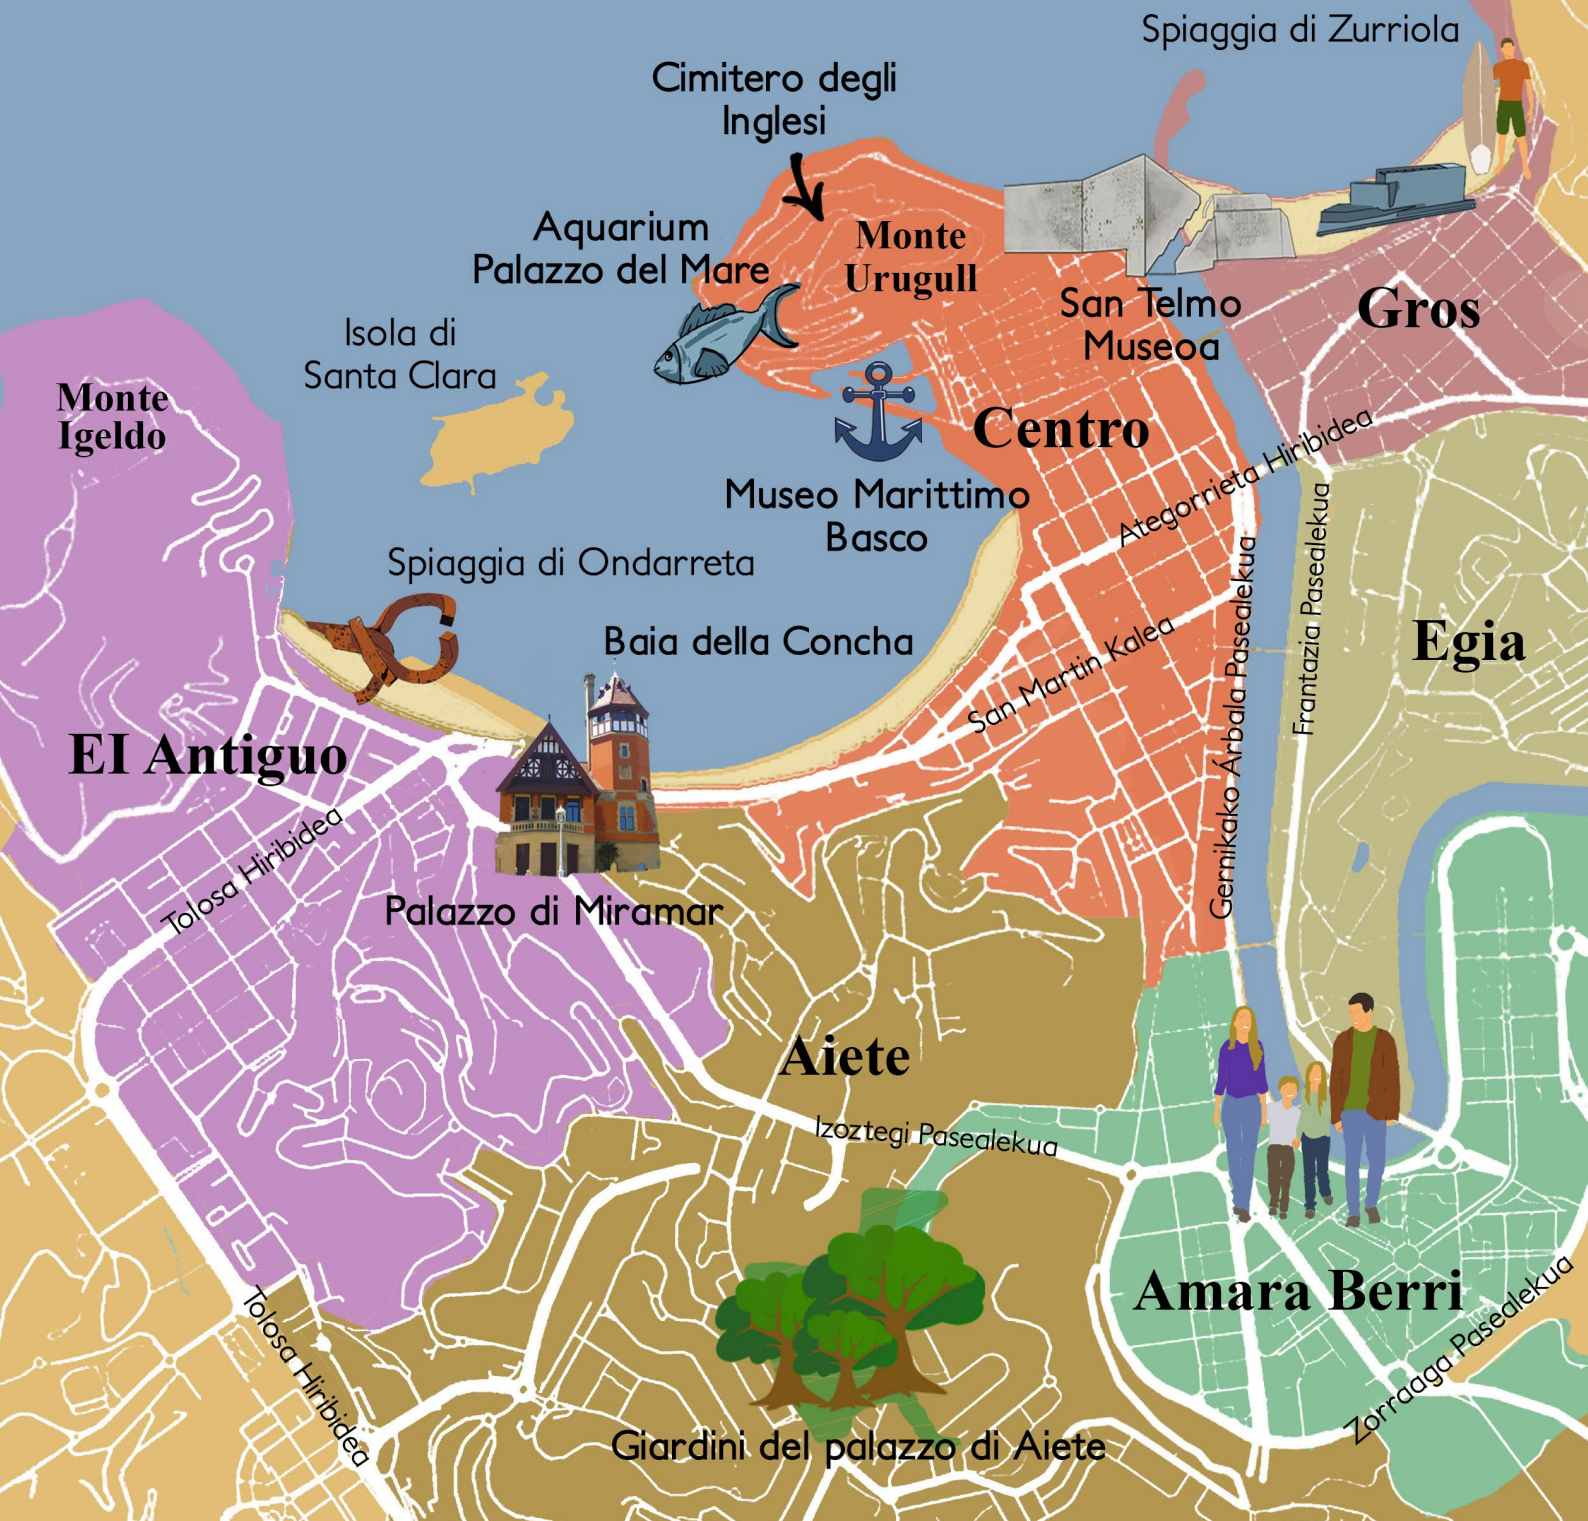 Spiaggia di Zurriola
Cimitero degli
Inglesi
Aquarium
Palazzo del Mare
Monte
Urugull
San Telmo
Museoa
Gros
Isola di
Santa Clara
Monte
Igeldo
Centro
Ategorrieta Hiribidea
Museo Marittimo
Basco
Spiaggia di Ondarreta
Baia della Concha
San Martin Kalea
Gernikako Árbala Pasealekua
Frantazia Pasealekua
Egia
EI Antiguo
Tolosa Hiribidea
Palazzo di Miramar
Aiete
Izoztegi Pasealekua
Amara Berri
Zorraaga Pasealekua
Tolosa Hiribidea
Giardini del palazzo di Aiete